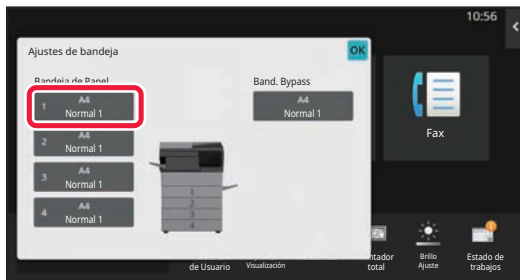 10:56
Ajustes de bandeja
OK
Bandeja de Papel
Band. Bypass
1 A4
Normal 1
A4
Normal 1
2 A4
Normal 1
3 A4
Normal 1
4 A4
Normal 1
1
2
3
4
Fax
de Usuario
Visualización
total
Brillo
Ajuste
Estado de
trabajos